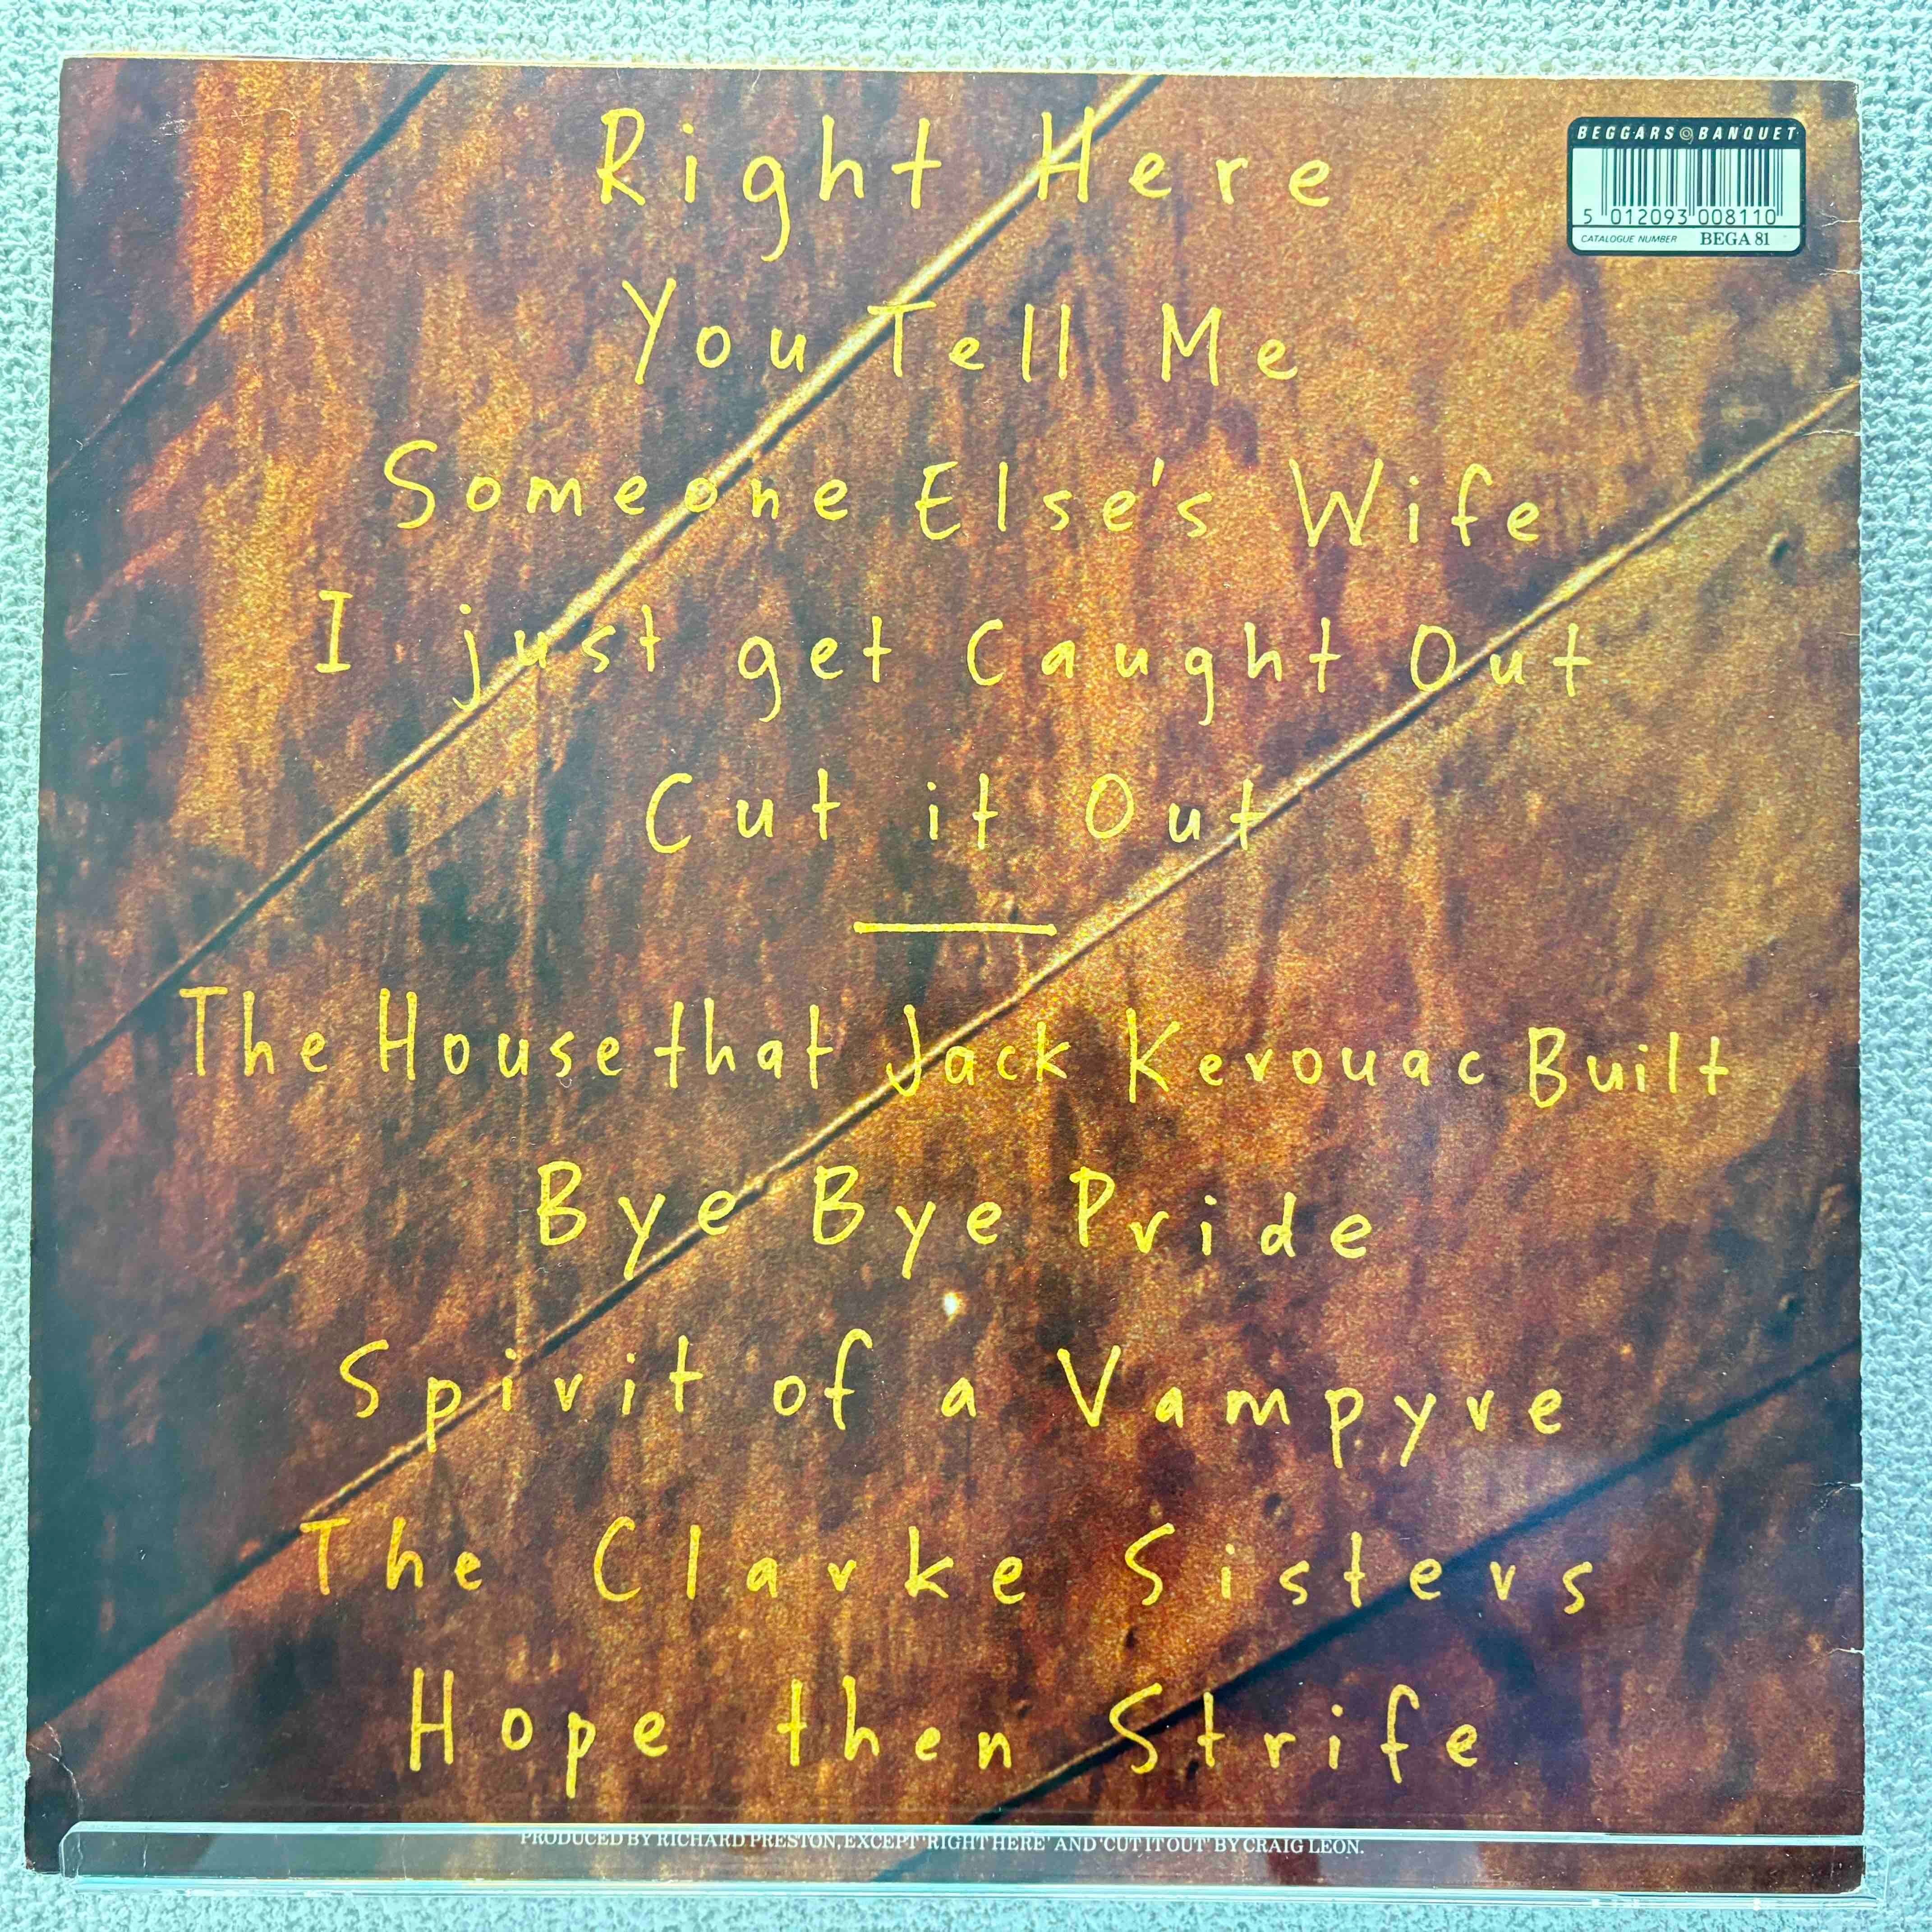 Right Here
BEGGARS BANQUET
5 012093 008110
CATALOGUE NUMBER BEGA 81
You Tell Me
Someone Else's Wife
I just get Caught Out
Cut it Out
The House that Jack Kerouac Built
Bye Bye Pride
Spirit of a Vampyre
The Clarke Sisters
Hope then Strife
PRODUCED BY RICHARD PRESTON, EXCEPT 'RIGHT HERE' AND 'CUT IT OUT' BY CRAIG LEON.